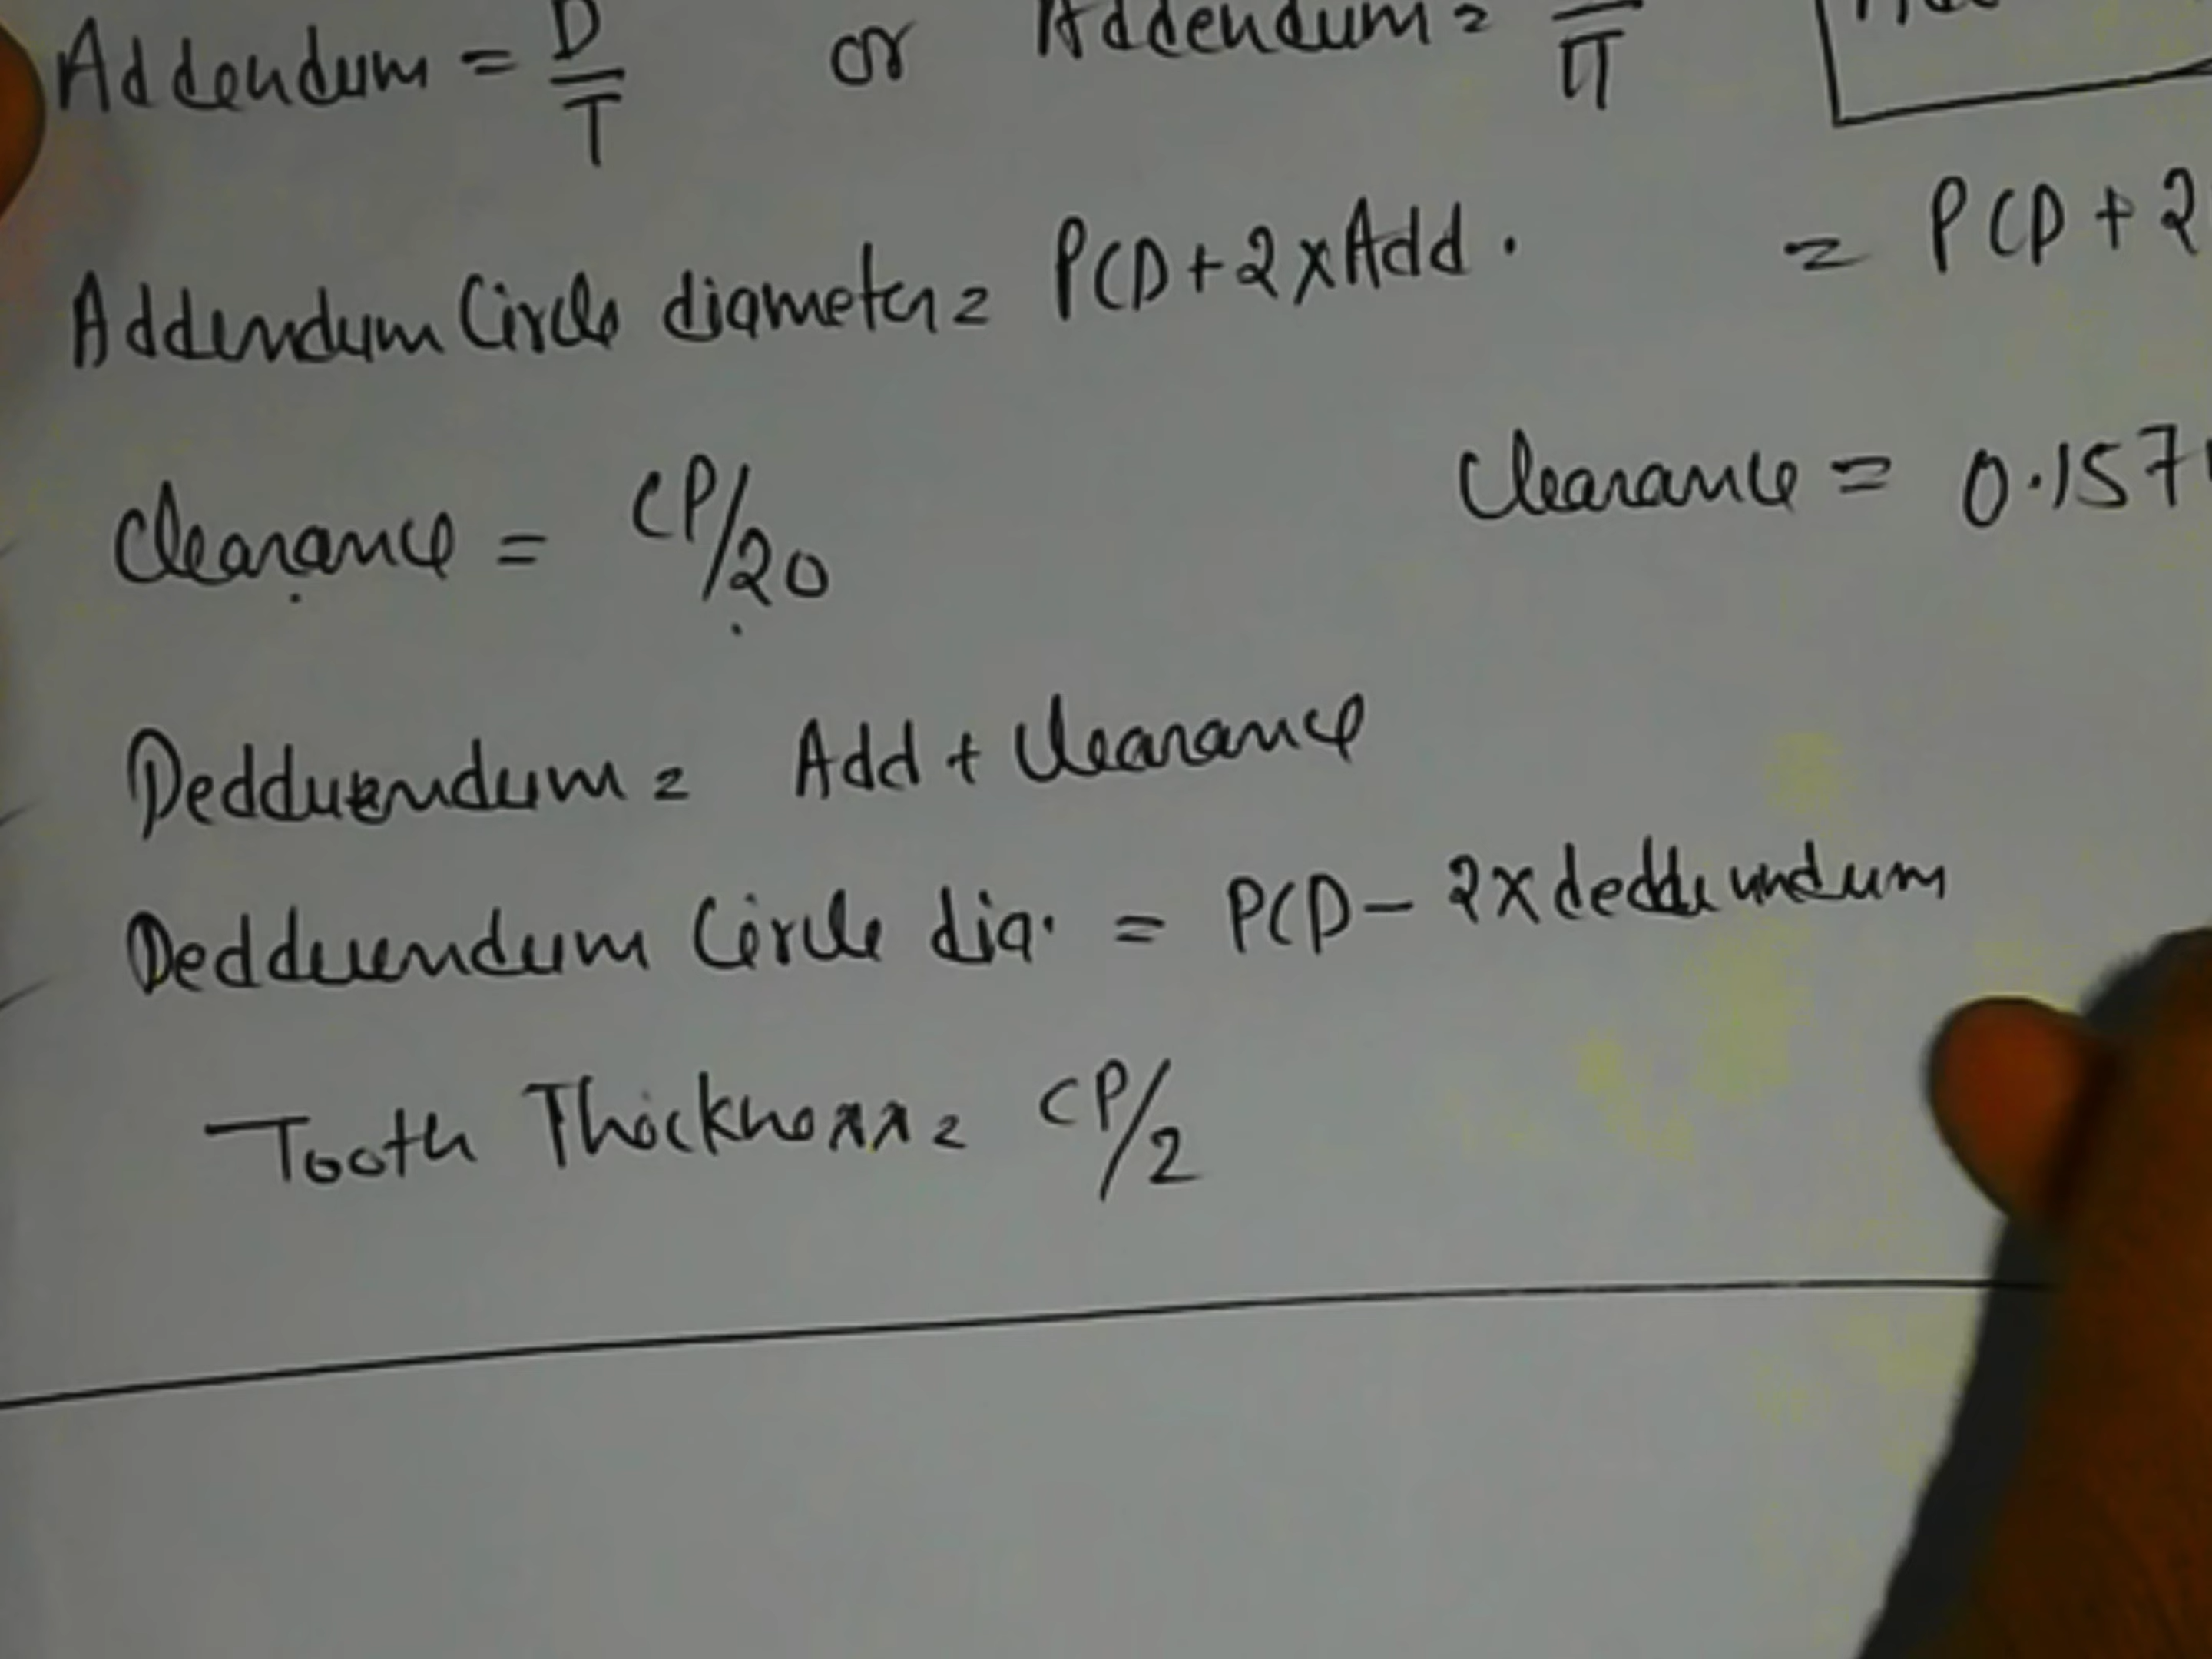 Addendum = D/T or Addendum = /π
Addendum Circle diameter = PCD + 2 x Add. = PCD + 2
Clearance = CP/20 Clearance = 0.157
Dedduendum = Add + Clearance
Dedduendum Circle dia. = PCD - 2 x dedduendum
Tooth Thickness = CP/2